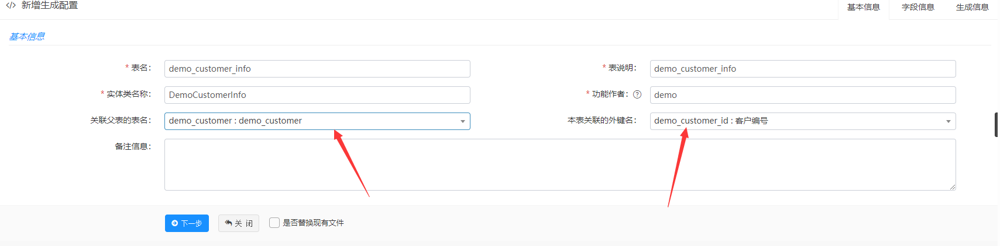 </> 新增生成配置
基本信息 字段信息 生成信息
基本信息
* 表名： demo_customer_info * 表说明： demo_customer_info
* 实体类名称： DemoCustomerInfo * 功能作者： ? demo
关联父表的表名： demo_customer : demo_customer 本表关联的外键名： demo_customer_id : 客户编号
备注信息：
下一步 关 闭 是否替换现有文件